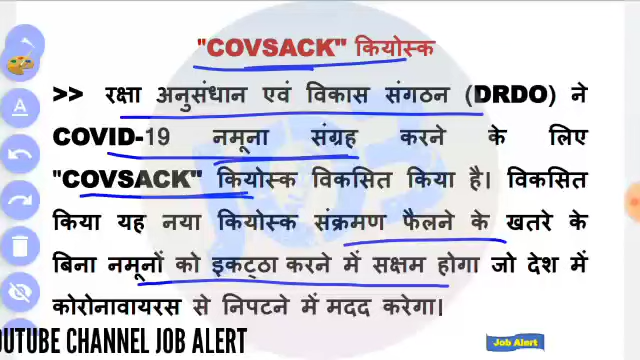 "COVSACK" कियोस्क
>> रक्षा अनुसंधान एवं विकास संगठन (DRDO) ने
COVID-19 नमूना संग्रह करने के लिए
"COVSACK" कियोस्क विकसित किया है। विकसित
किया यह नया कियोस्क संक्रमण फैलने के खतरे के
बिना नमूनों को इकट्ठा करने में सक्षम होगा जो देश में
कोरोनावायरस से निपटने में मदद करेगा।
OUTUBE CHANNEL JOB ALERT
Job Alert